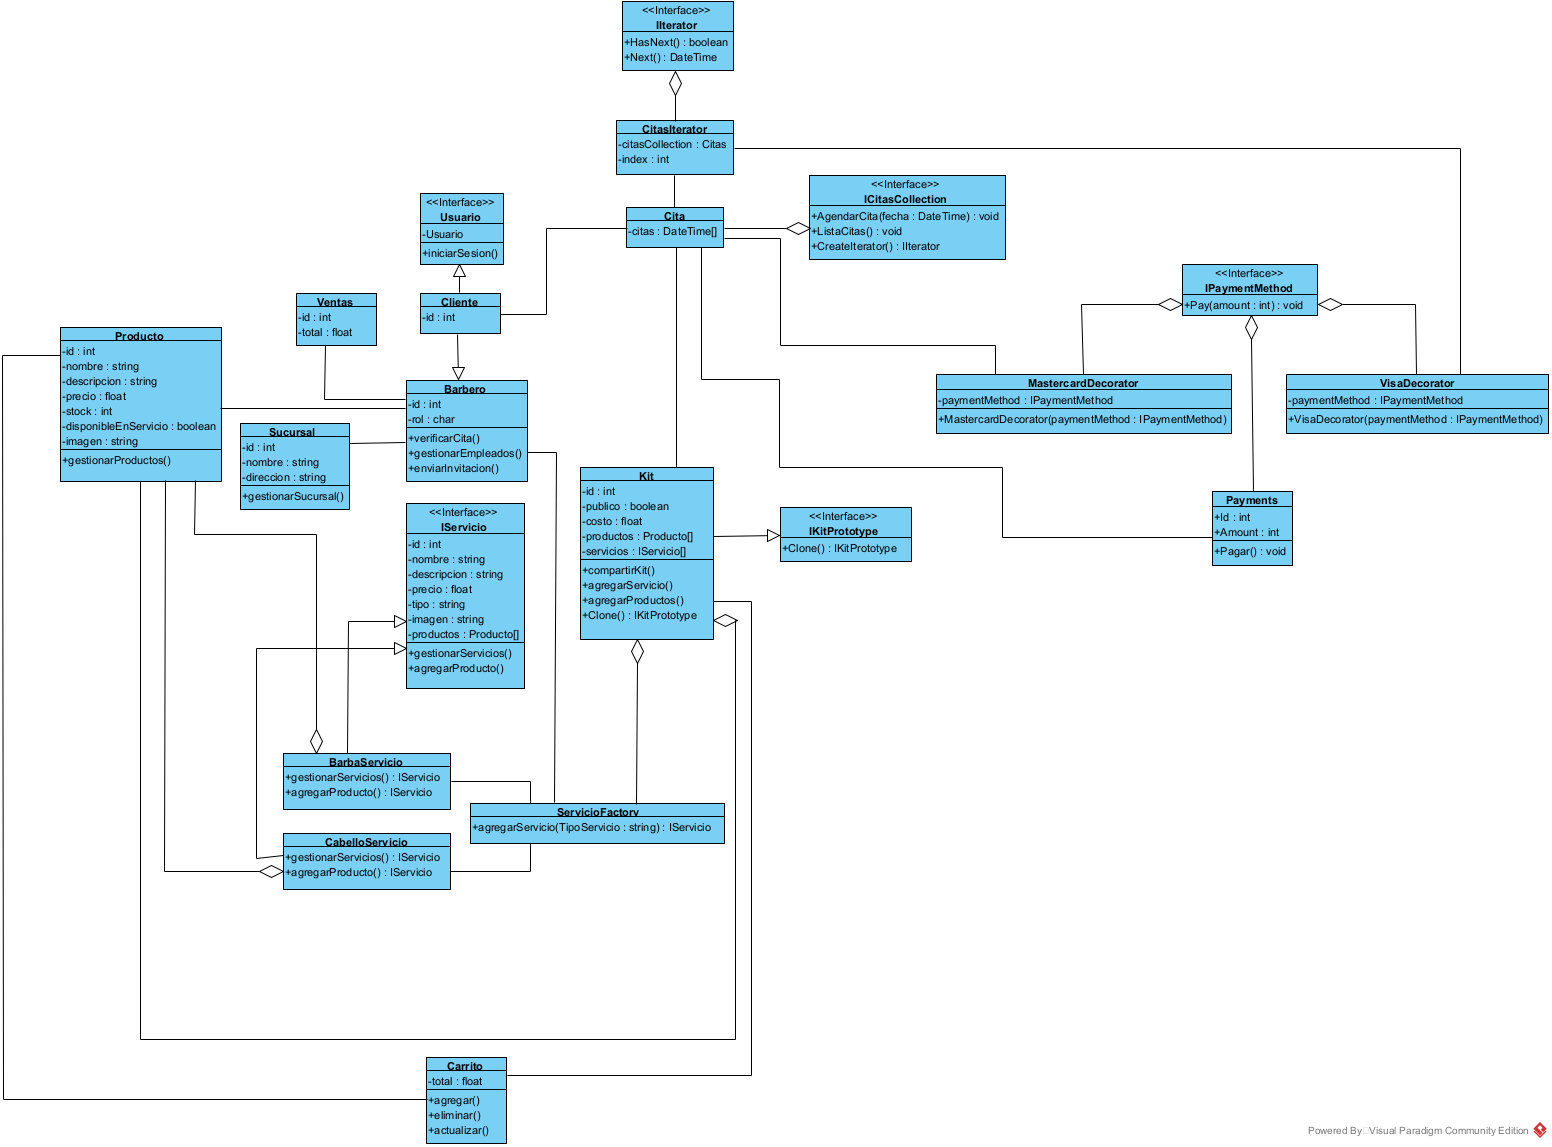 <<Interface>>
IIterator
+HasNext() : boolean
+Next() : DateTime
CitasIterator
-citasCollection : Citas
-index : int
<<Interface>>
Usuario
-Usuario
+iniciarSesion()
Cita
-citas : DateTime[]
<<Interface>>
ICitasCollection
+AgendarCita(fecha : DateTime) : void
+ListaCitas() : void
+CreateIterator() : IIterator
<<Interface>>
IPaymentMethod
+Pay(amount : int) : void
Ventas
-id : int
-total : float
Cliente
-id : int
Producto
-id : int
-nombre : string
-descripcion : string
-precio : float
-stock : int
-disponibleEnServicio : boolean
-imagen : string
+gestionarProductos()
Barbero
-id : int
-rol : char
+verificarCita()
+gestionarEmpleados()
+enviarInvitacion()
MastercardDecorator
-paymentMethod : IPaymentMethod
+MastercardDecorator(paymentMethod : IPaymentMethod)
VisaDecorator
-paymentMethod : IPaymentMethod
+VisaDecorator(paymentMethod : IPaymentMethod)
Sucursal
-id : int
-nombre : string
-direccion : string
+gestionarSucursal()
Kit
-id : int
-publico : boolean
-costo : float
-productos : Producto[]
-servicios : IServicio[]
+compartirKit()
+agregarServicio()
+agregarProductos()
+Clone() : IKitPrototype
<<Interface>>
IKitPrototype
+Clone() : IKitPrototype
Payments
+Id : int
+Amount : int
+Pagar() : void
<<Interface>>
IServicio
-id : int
-nombre : string
-descripcion : string
-precio : float
-tipo : string
-imagen : string
-productos : Producto[]
+gestionarServicios()
+agregarProducto()
BarbaServicio
+gestionarServicios() : IServicio
+agregarProducto() : IServicio
ServicioFactory
+agregarServicio(TipoServicio : string) : IServicio
CabelloServicio
+gestionarServicios() : IServicio
+agregarProducto() : IServicio
Carrito
-total : float
+agregar()
+eliminar()
+actualizar()
Powered By Visual Paradigm Community Edition